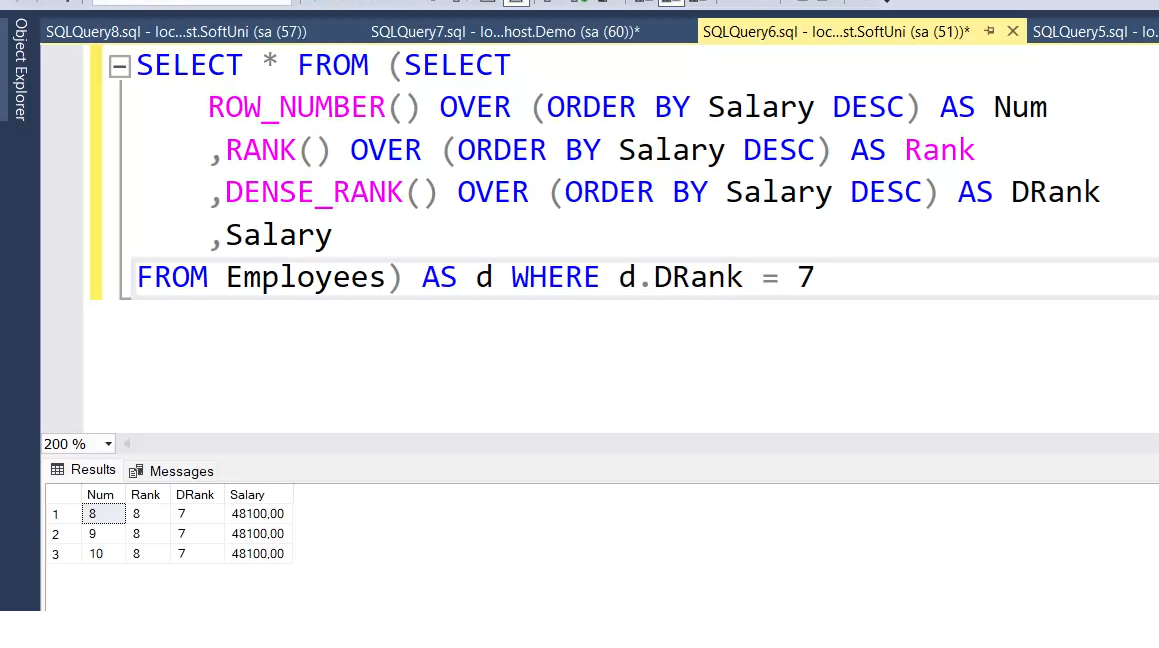 SQLQuery8.sql - loc...st.SoftUni (sa (57)) SQLQuery7.sql - lo...host.Demo (sa (60))* SQLQuery6.sql - loc...st.SoftUni (sa (51))* SQLQuery5.sql - lo.
Object Explorer
SELECT * FROM (SELECT
ROW_NUMBER() OVER (ORDER BY Salary DESC) AS Num
,RANK() OVER (ORDER BY Salary DESC) AS Rank
,DENSE_RANK() OVER (ORDER BY Salary DESC) AS DRank
,Salary
FROM Employees) AS d WHERE d.DRank = 7
200 %
Results Messages
Num Rank DRank Salary
1 8 8 7 48100,00
2 9 8 7 48100,00
3 10 8 7 48100,00